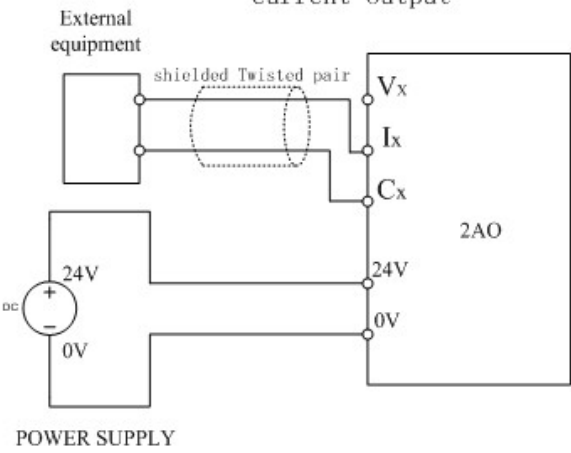 Current output
External
equipment
shielded Twisted pair
Vx
Ix
Cx
2AO
24V
24V
DC
+
−
0V
0V
POWER SUPPLY